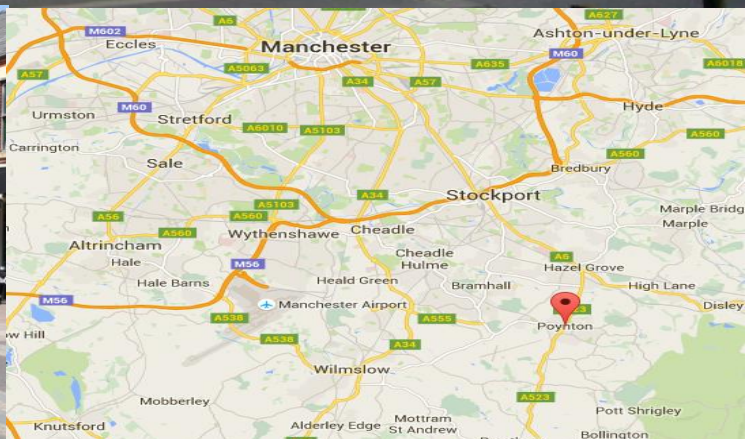 A6
A627
M602
Eccles
Manchester
Ashton-under-Lyne
M60
A57
A5063
A635
A6018
A34
A57
M60
Urmston
Stretford
Hyde
A6010
A5103
A560
Carrington
Sale
A560
Bredbury
A34
Stockport
A5103
A56
A560
Marple Bridg
A560
Wythenshawe
Cheadle
Marple
Altrincham
Hale
Cheadle
Hulme
A6
M56
Hazel Grove
Hale Barns
Heald Green
Bramhall
High Lane
M56
Manchester Airport
Disley
A538
A555
Poynton
ow Hill
A538
A34
Wilmslow
A523
Mobberley
Pott Shrigley
Knutsford
Alderley Edge
Mottram
St Andrew
Bollington